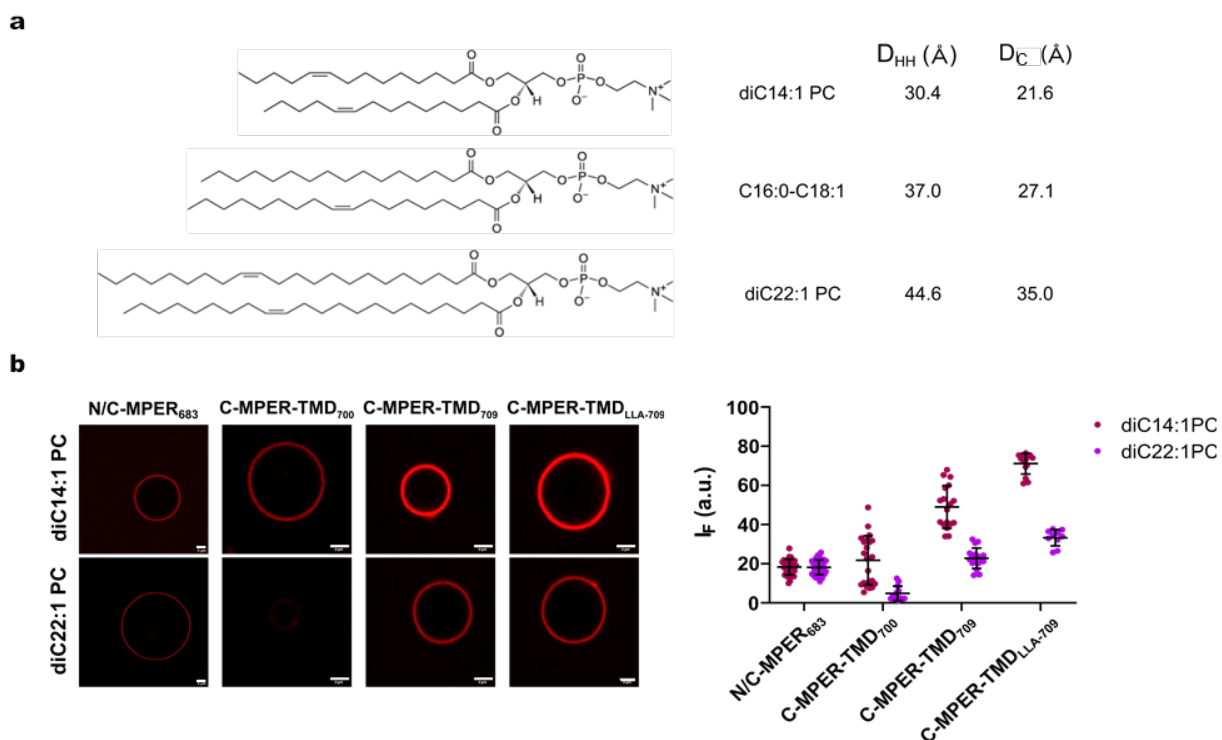 a
D_HH (Å) D_C (Å)
diC14:1 PC 30.4 21.6
C16:0-C18:1 37.0 27.1
diC22:1 PC 44.6 35.0
O O P O O⁻ O N⁺ H O O
O O P O O⁻ O N⁺ H O O
O O P O O⁻ O N⁺ H O O
b
N/C-MPER683 C-MPER-TMD700 C-MPER-TMD709 C-MPER-TMDLLA-709
diC14:1 PC
diC22:1 PC
IF (a.u.)
100
80
60
40
20
0
N/C-MPER683
C-MPER-TMD700
C-MPER-TMD709
C-MPER-TMDLLA-709
diC14:1PC
diC22:1PC